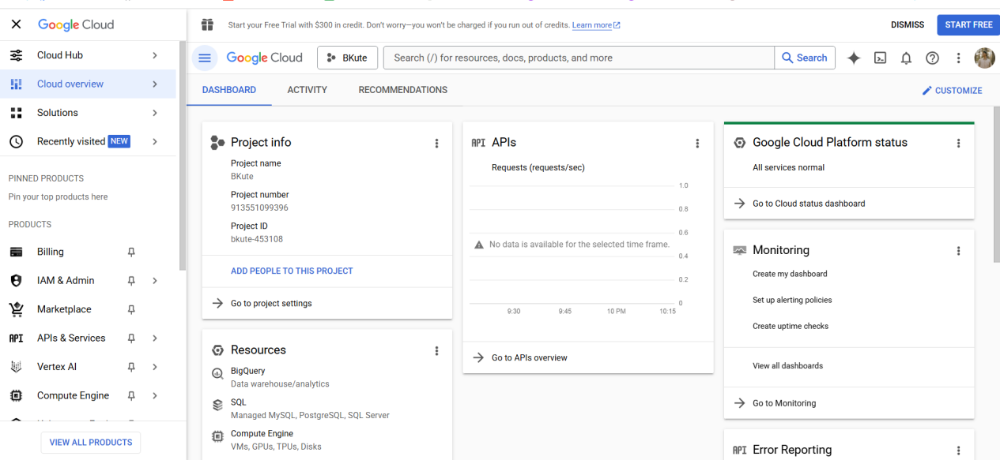 Google Cloud
Cloud Hub
Cloud overview
Solutions
Recently visited NEW
PINNED PRODUCTS
Pin your top products here
PRODUCTS
Billing
IAM & Admin
Marketplace
API APIs & Services
Vertex AI
Compute Engine
VIEW ALL PRODUCTS
Start your Free Trial with $300 in credit. Don't worry—you won't be charged if you run out of credits. Learn more
DISMISS
START FREE
Google Cloud
BKute
Search (/) for resources, docs, products, and more
Search
DASHBOARD
ACTIVITY
RECOMMENDATIONS
CUSTOMIZE
Project info
Project name
BKute
Project number
913551099396
Project ID
bkute-453108
ADD PEOPLE TO THIS PROJECT
Go to project settings
Resources
BigQuery
Data warehouse/analytics
SQL
Managed MySQL, PostgreSQL, SQL Server
Compute Engine
VMs, GPUs, TPUs, Disks
API APIs
Requests (requests/sec)
1.0
0.8
0.6
No data is available for the selected time frame.
0.4
0.2
0
9:30 9:45 10 PM 10:15
Go to APIs overview
Google Cloud Platform status
All services normal
Go to Cloud status dashboard
Monitoring
Create my dashboard
Set up alerting policies
Create uptime checks
View all dashboards
Go to Monitoring
API Error Reporting